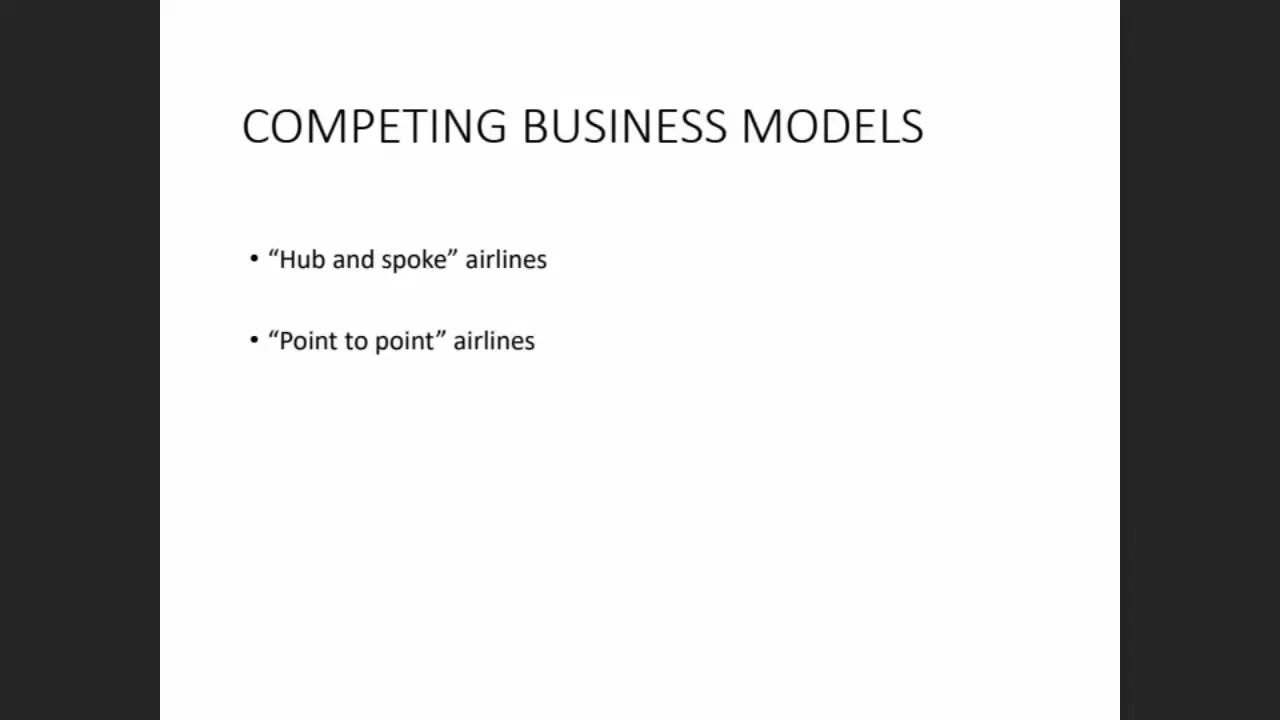 COMPETING BUSINESS MODELS
• “Hub and spoke” airlines
• “Point to point” airlines